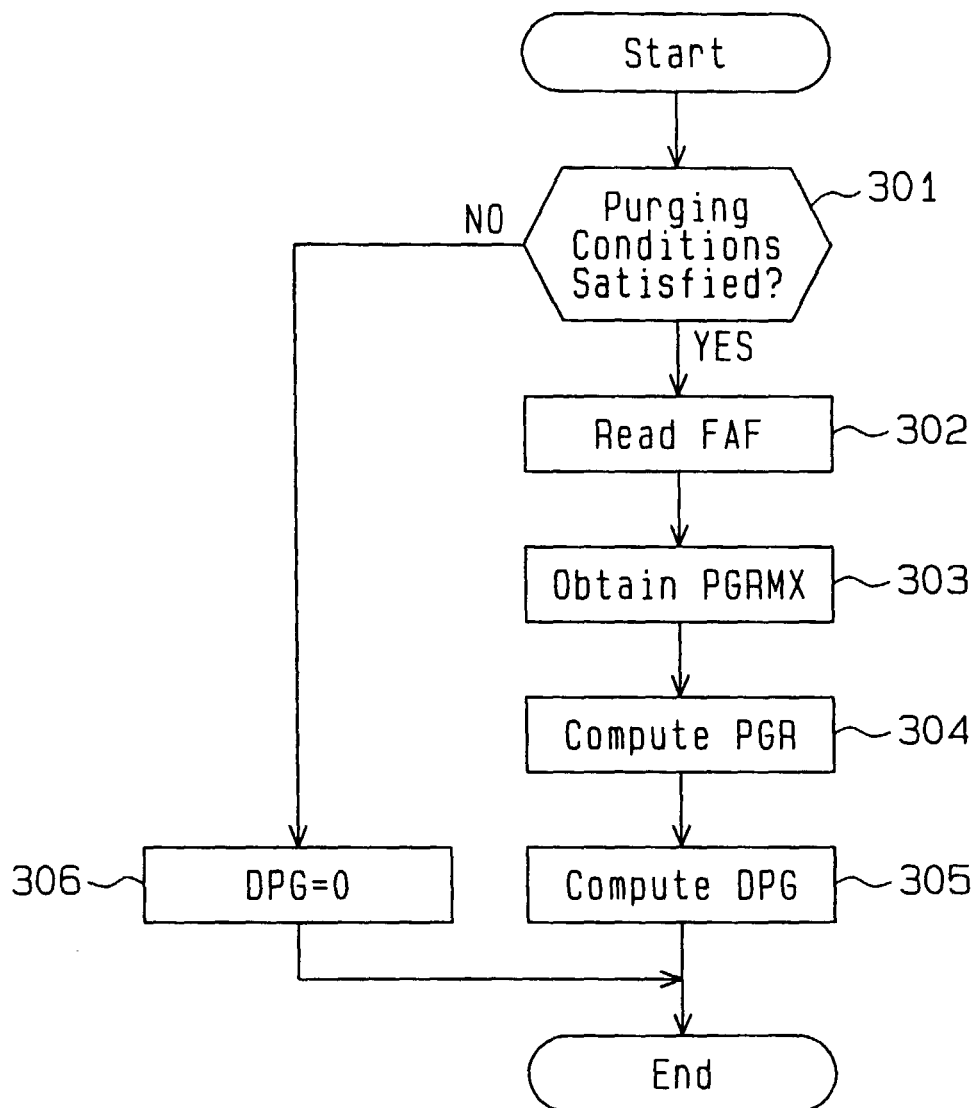 Start
301
Purging
Conditions
Satisfied?
NO
YES
Read FAF
302
Obtain PGRMX
303
Compute PGR
304
306
DPG=0
Compute DPG
305
End